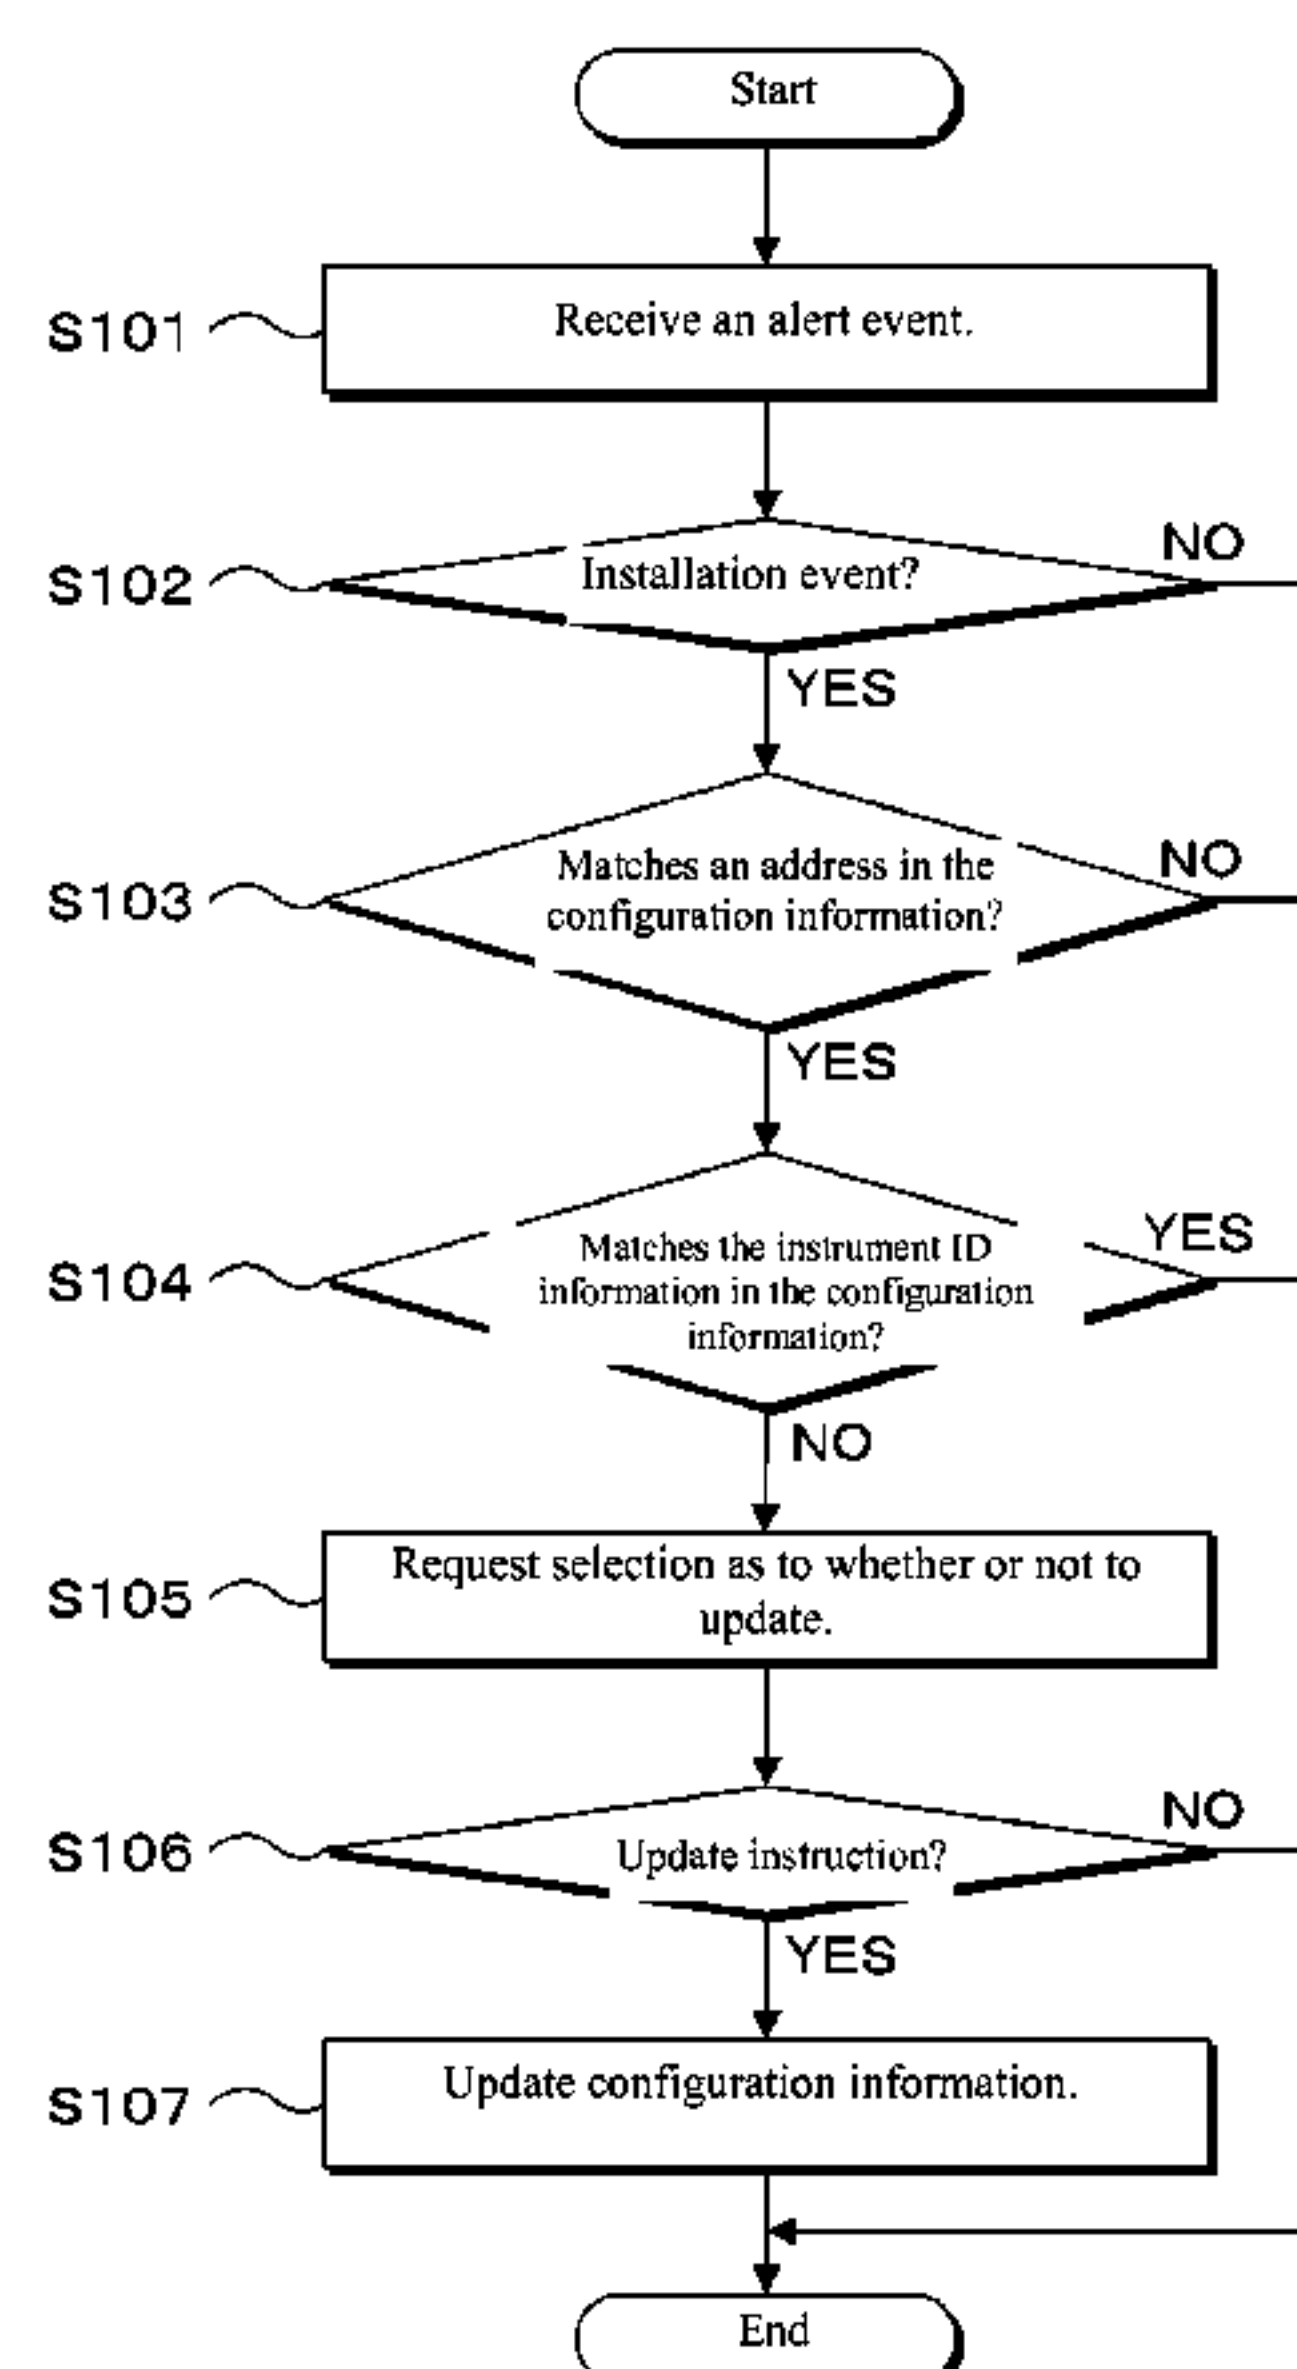 Start
S101
Receive an alert event.
S102
Installation event?
NO
YES
S103
Matches an address in the
configuration information?
NO
YES
S104
Matches the instrument ID
information in the configuration
information?
YES
NO
S105
Request selection as to whether or not to
update.
S106
Update instruction?
NO
YES
S107
Update configuration information.
End